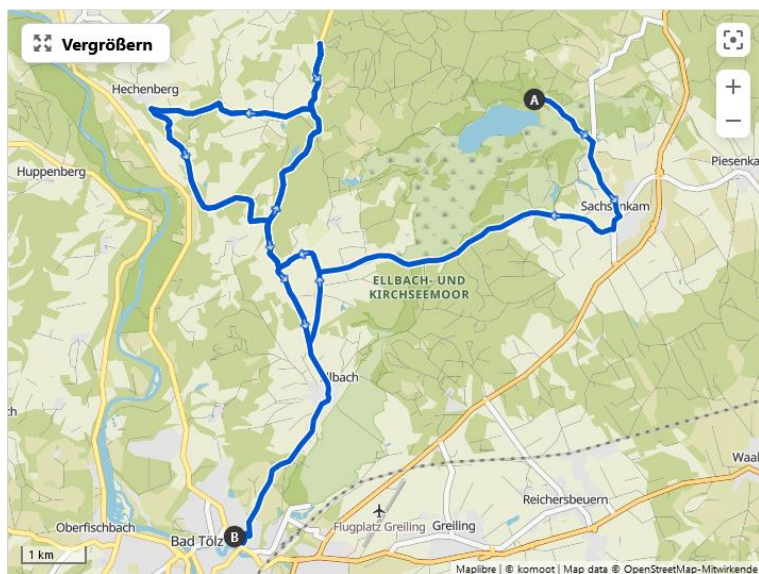 Vergrößern
Hechenberg
A
+
−
Huppenberg
Piesenka
Sachsenkam
ELLBACH- UND
KIRCHSEEMOOR
llbach
Waa
Reichersbeuern
Oberfischbach
B
Bad Tölz
Flugplatz Greiling
Greiling
1 km
Maplibre | © komoot | Map data © OpenStreetMap-Mitwirkende